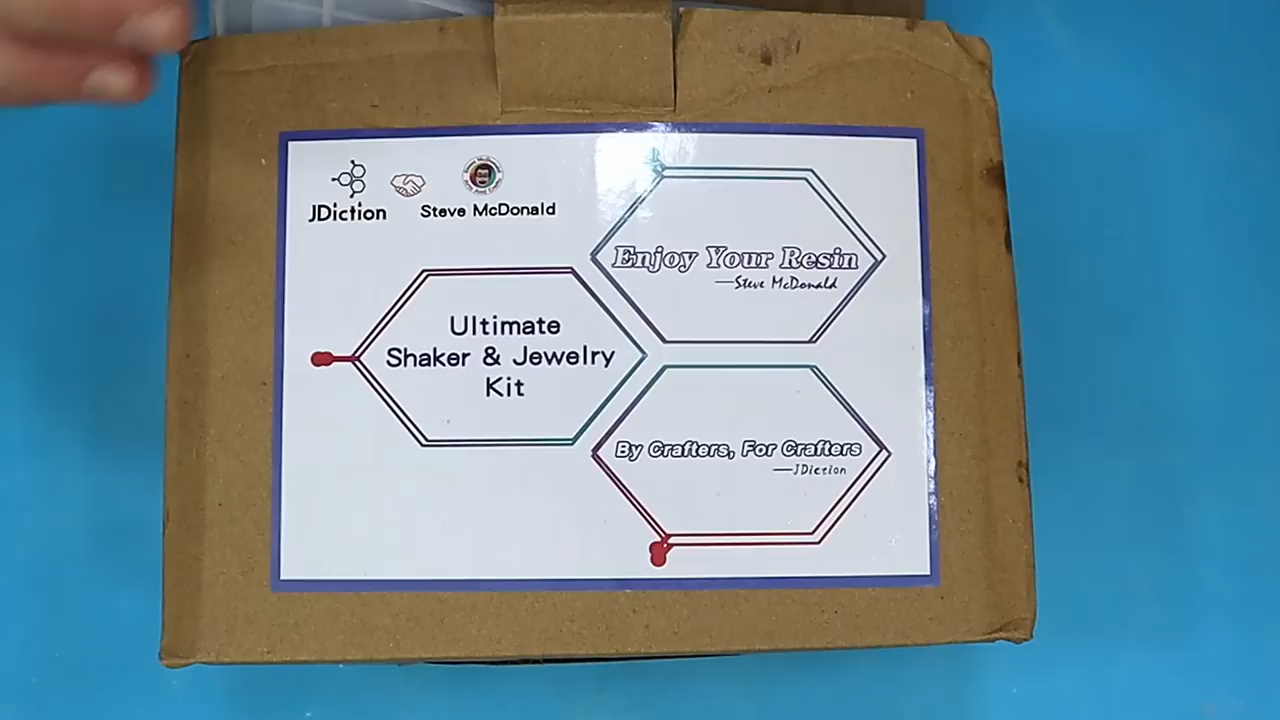 JDiction
Steve McDonald
Enjoy Your Resin
—Steve McDonald
Ultimate
Shaker & Jewelry
Kit
By Crafters, For Crafters
—JDiction